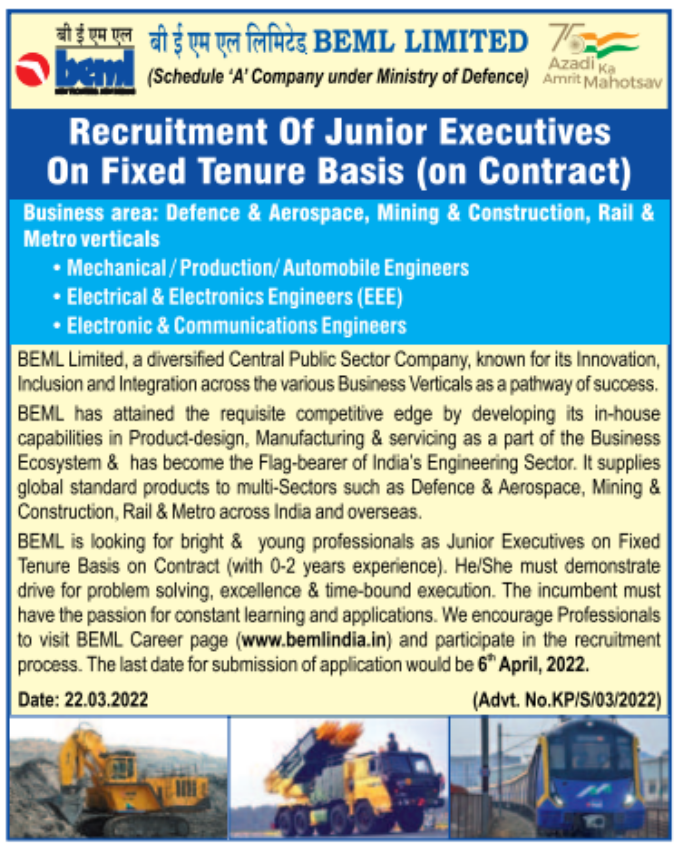 बी ई एम एल
beml
बी ई एम एल लिमिटेड BEML LIMITED
(Schedule ‘A’ Company under Ministry of Defence)
75
Azadi Ka
Amrit Mahotsav
Recruitment Of Junior Executives
On Fixed Tenure Basis (on Contract)
Business area: Defence & Aerospace, Mining & Construction, Rail &
Metro verticals
• Mechanical / Production/ Automobile Engineers
• Electrical & Electronics Engineers (EEE)
• Electronic & Communications Engineers
BEML Limited, a diversified Central Public Sector Company, known for its Innovation,
Inclusion and Integration across the various Business Verticals as a pathway of success.
BEML has attained the requisite competitive edge by developing its in-house
capabilities in Product-design, Manufacturing & servicing as a part of the Business
Ecosystem & has become the Flag-bearer of India’s Engineering Sector. It supplies
global standard products to multi-Sectors such as Defence & Aerospace, Mining &
Construction, Rail & Metro across India and overseas.
BEML is looking for bright & young professionals as Junior Executives on Fixed
Tenure Basis on Contract (with 0-2 years experience). He/She must demonstrate
drive for problem solving, excellence & time-bound execution. The incumbent must
have the passion for constant learning and applications. We encourage Professionals
to visit BEML Career page (www.bemlindia.in) and participate in the recruitment
process. The last date for submission of application would be 6th April, 2022.
Date: 22.03.2022 (Advt. No.KP/S/03/2022)